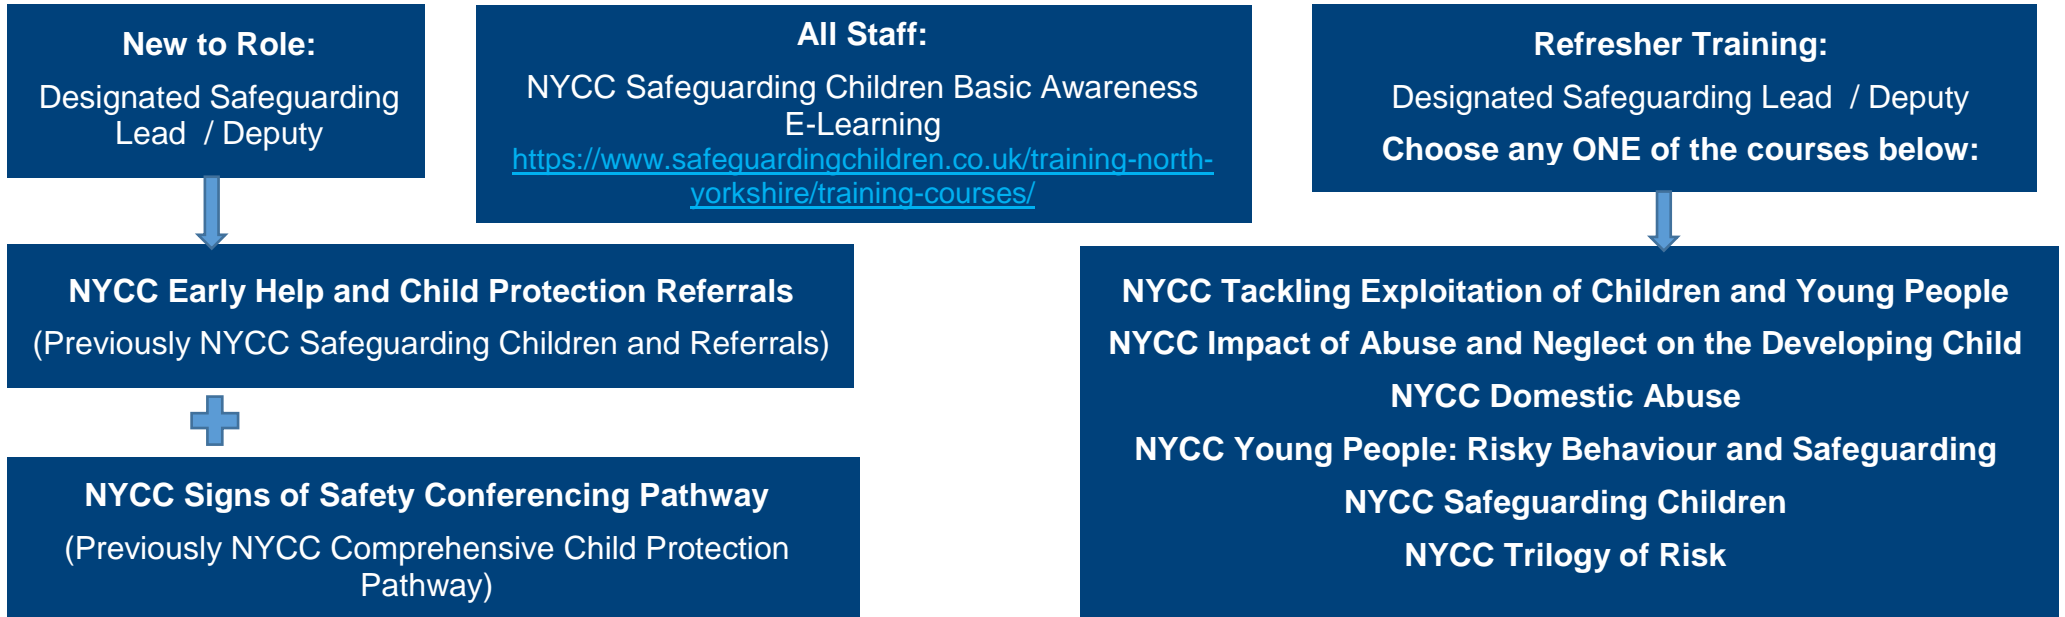 New to Role:
Designated Safeguarding
Lead / Deputy
All Staff:
NYCC Safeguarding Children Basic Awareness
E-Learning
https://www.safeguardingchildren.co.uk/training-north-
yorkshire/training-courses/
Refresher Training:
Designated Safeguarding Lead / Deputy
Choose any ONE of the courses below:
NYCC Early Help and Child Protection Referrals
(Previously NYCC Safeguarding Children and Referrals)
NYCC Signs of Safety Conferencing Pathway
(Previously NYCC Comprehensive Child Protection
Pathway)
NYCC Tackling Exploitation of Children and Young People
NYCC Impact of Abuse and Neglect on the Developing Child
NYCC Domestic Abuse
NYCC Young People: Risky Behaviour and Safeguarding
NYCC Safeguarding Children
NYCC Trilogy of Risk